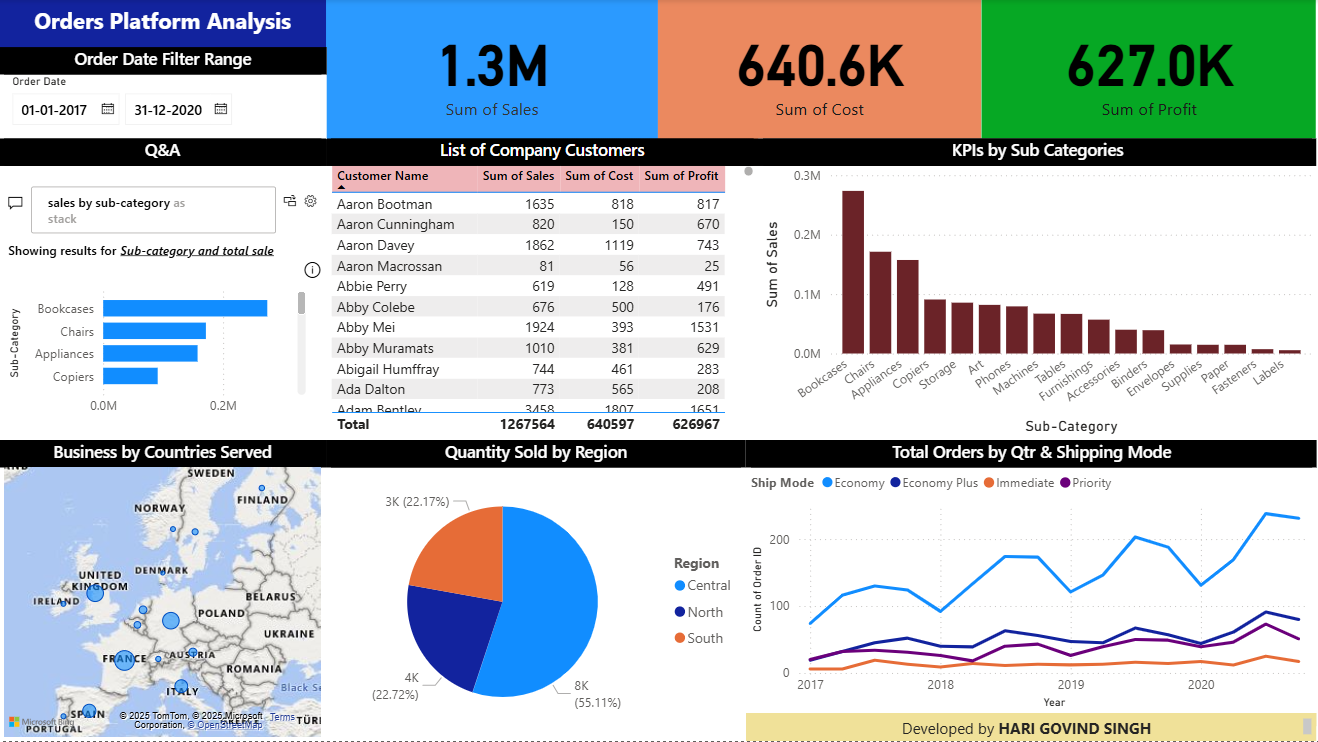 Orders Platform Analysis
Order Date Filter Range
Order Date
01-01-2017
31-12-2020
1.3M
Sum of Sales
640.6K
Sum of Cost
627.0K
Sum of Profit
Q&A
sales by sub-category as
stack
Showing results for Sub-category and total sale
Sub-Category
Bookcases
Chairs
Appliances
Copiers
0.0M 0.2M
List of Company Customers
Customer Name Sum of Sales Sum of Cost Sum of Profit
Aaron Bootman 1635 818 817
Aaron Cunningham 820 150 670
Aaron Davey 1862 1119 743
Aaron Macrossan 81 56 25
Abbie Perry 619 128 491
Abby Colebe 676 500 176
Abby Mei 1924 393 1531
Abby Muramats 1010 381 629
Abigail Humffray 744 461 283
Ada Dalton 773 565 208
Adam Bentley 3458 1807 1651
Total 1267564 640597 626967
KPIs by Sub Categories
Sum of Sales
0.3M
0.2M
0.1M
0.0M
Bookcases
Chairs
Appliances
Copiers
Storage
Art
Phones
Machines
Tables
Furnishings
Accessories
Binders
Envelopes
Supplies
Paper
Fasteners
Labels
Sub-Category
Business by Countries Served
SWEDEN
FINLAND
NORWAY
DENMARK
UNITED
KINGDOM
IRELAND
BELARUS
POLAND
UKRAINE
FRANCE
AUSTRIA
ROMANIA
ITALY
Black Se
SPAIN
PORTUGAL
Microsoft Bing
© 2025 TomTom, © 2025 Microsoft
Corporation, © OpenStreetMap
Terms
TÜRI
Quantity Sold by Region
3K (22.17%)
4K
(22.72%)
8K
(55.11%)
Region
Central
North
South
Total Orders by Qtr & Shipping Mode
Ship Mode Economy Economy Plus Immediate Priority
Count of Order ID
200
100
0
2017 2018 2019 2020
Year
Developed by HARI GOVIND SINGH